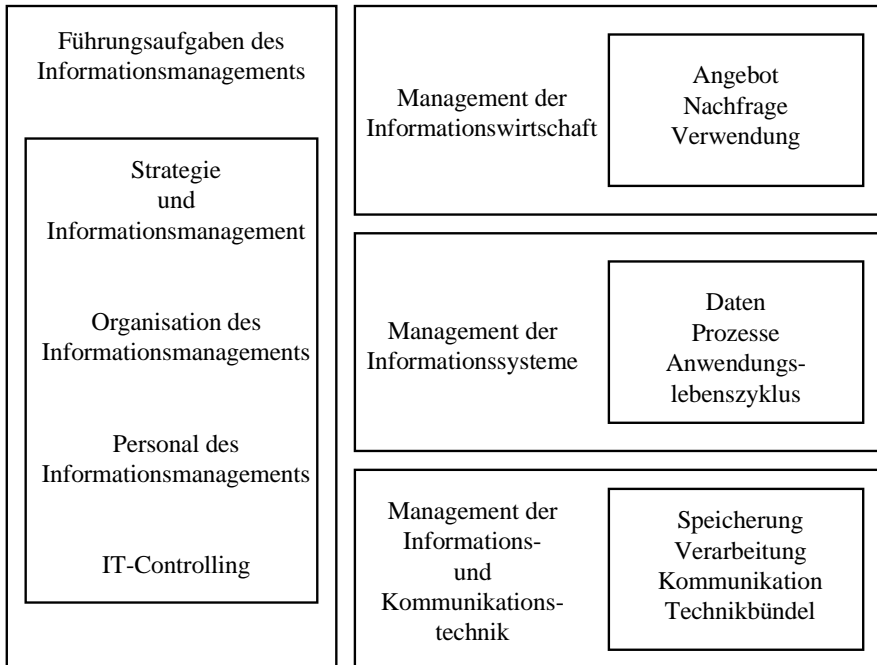 Führungsaufgaben des
Informationsmanagements
Strategie
und
Informationsmanagement
Organisation des
Informationsmanagements
Personal des
Informationsmanagements
IT-Controlling
Management der
Informationswirtschaft
Angebot
Nachfrage
Verwendung
Management der
Informationssysteme
Daten
Prozesse
Anwendungs-
lebenszyklus
Management der
Informations-
und
Kommunikations-
technik
Speicherung
Verarbeitung
Kommunikation
Technikbündel